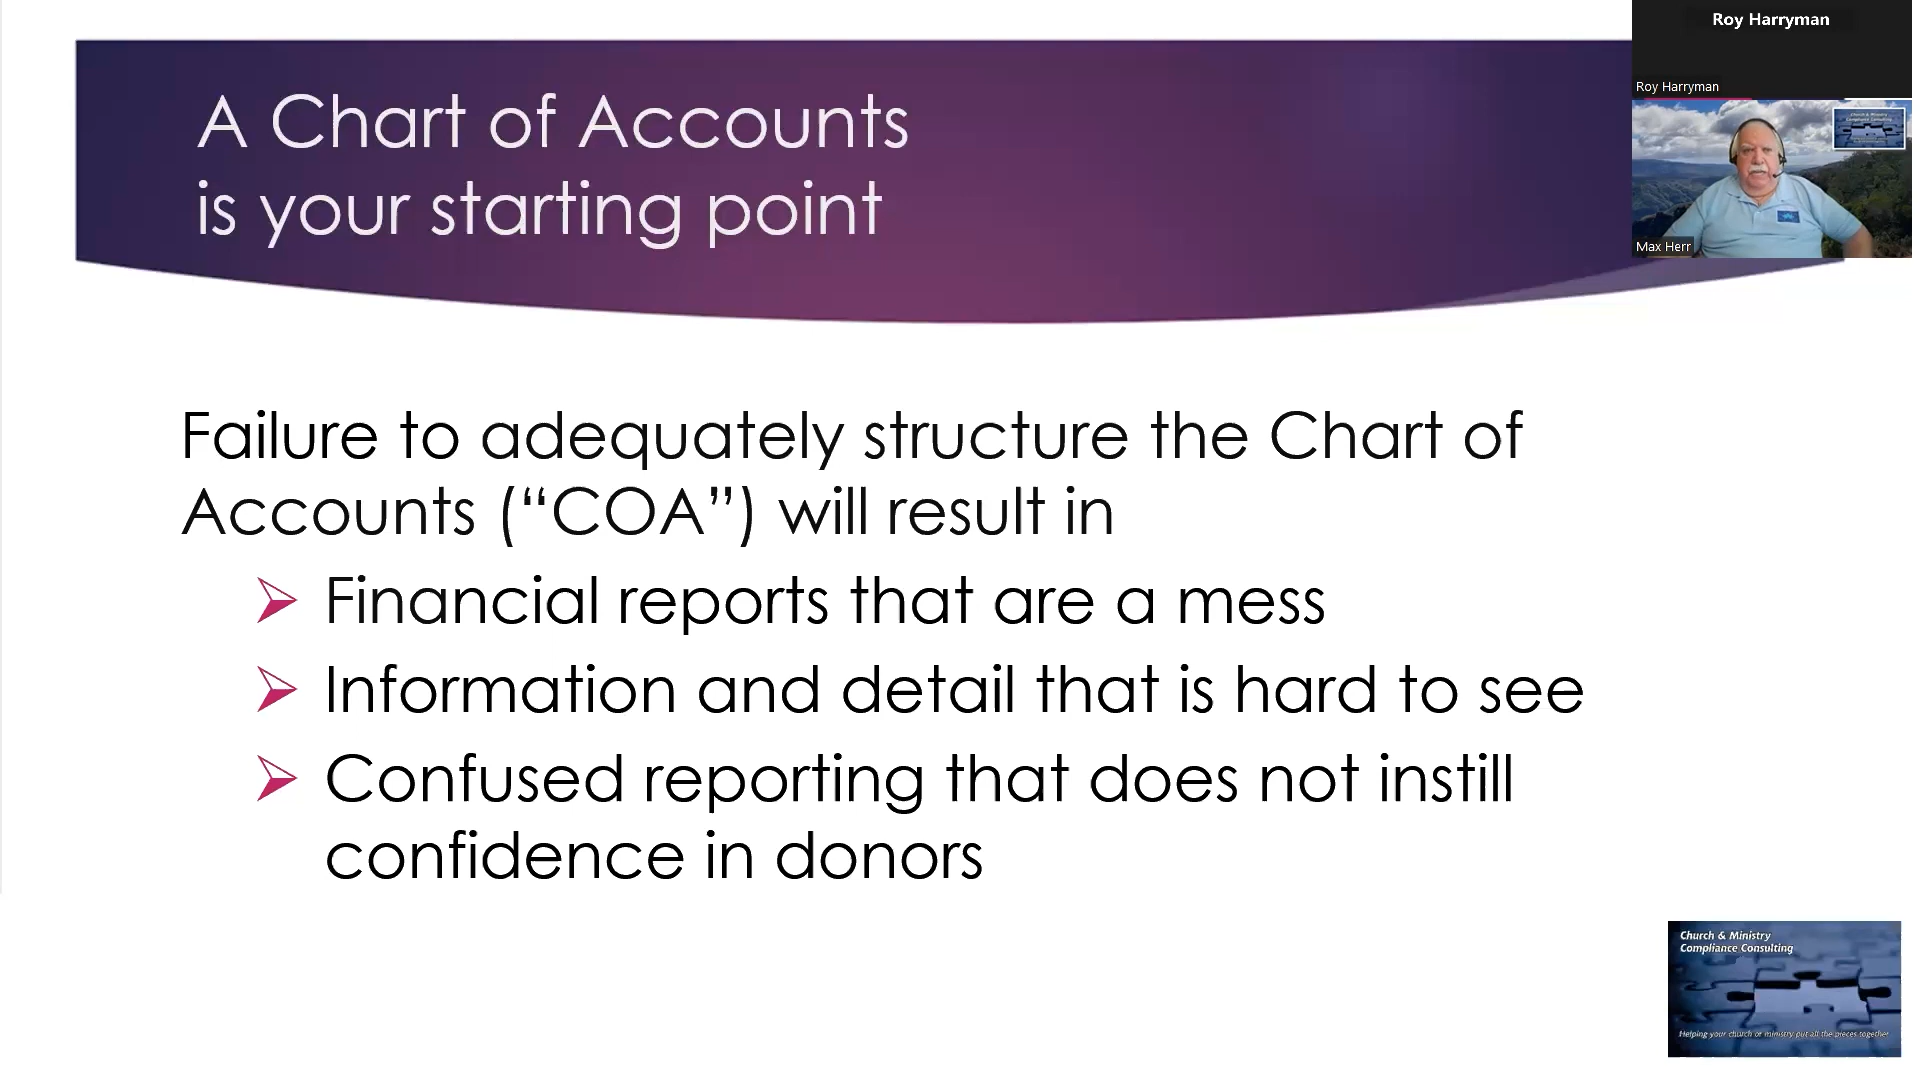 A Chart of Accounts
is your starting point
Roy Harryman
Roy Harryman
Max Herr
Failure to adequately structure the Chart of
Accounts (“COA”) will result in
Financial reports that are a mess
Information and detail that is hard to see
Confused reporting that does not instill
confidence in donors
Church & Ministry
Compliance Consulting
Helping your church or ministry put all the pieces together